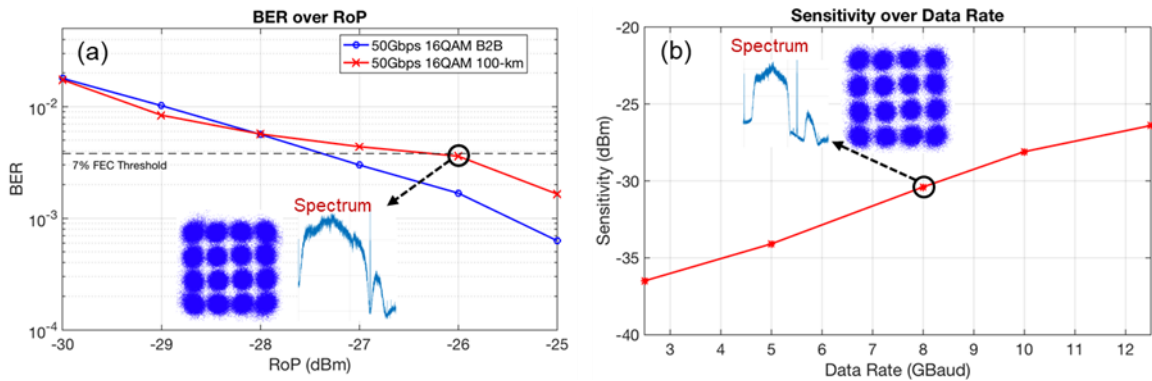 BER over RoP
(a)
50Gbps 16QAM B2B
50Gbps 16QAM 100-km
10^-2
7% FEC Threshold
BER
10^-3
Spectrum
10^-4
-30 -29 -28 -27 -26 -25
RoP (dBm)
Sensitivity over Data Rate
(b)
-20
Spectrum
-25
Sensitivity (dBm)
-30
-35
-40
3 4 5 6 7 8 9 10 11 12
Data Rate (GBaud)